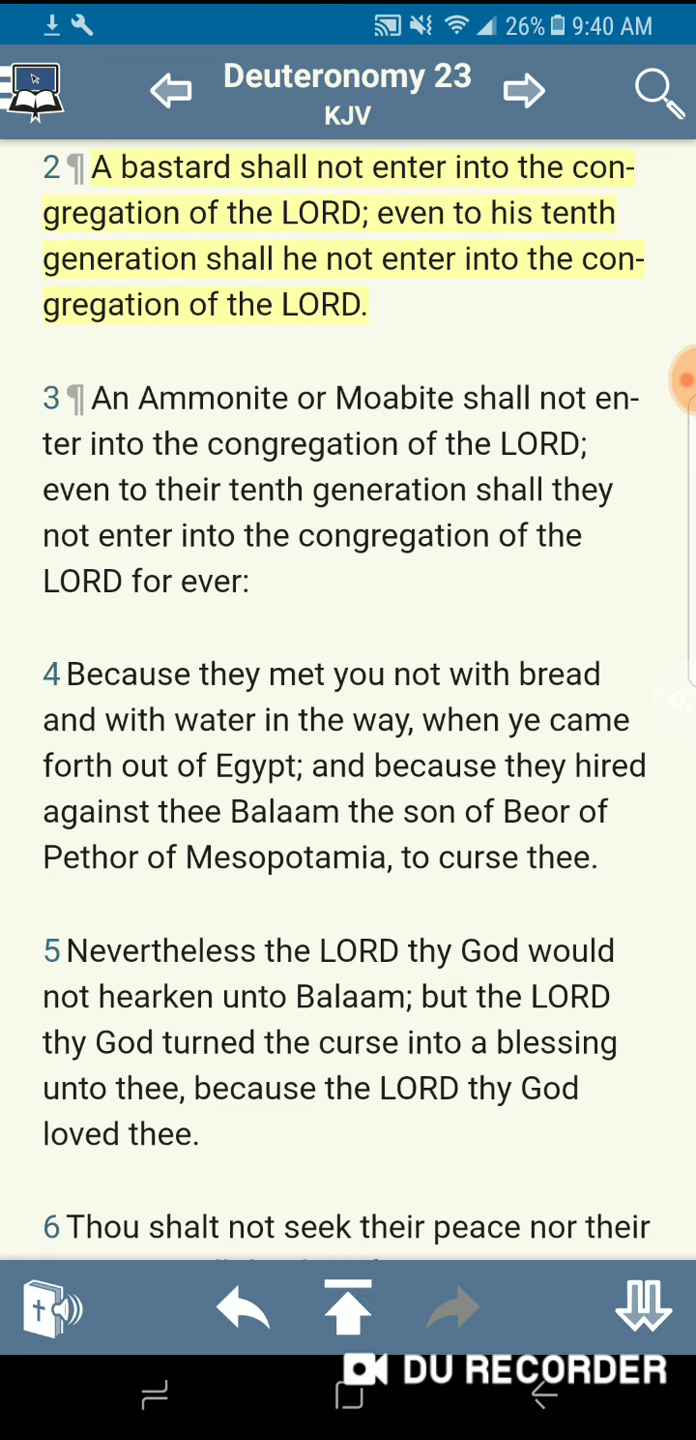 26% 9:40 AM
Deuteronomy 23
KJV
2 ¶ A bastard shall not enter into the con-
gregation of the LORD; even to his tenth
generation shall he not enter into the con-
gregation of the LORD.
3 ¶ An Ammonite or Moabite shall not en-
ter into the congregation of the LORD;
even to their tenth generation shall they
not enter into the congregation of the
LORD for ever:
4 Because they met you not with bread
and with water in the way, when ye came
forth out of Egypt; and because they hired
against thee Balaam the son of Beor of
Pethor of Mesopotamia, to curse thee.
5 Nevertheless the LORD thy God would
not hearken unto Balaam; but the LORD
thy God turned the curse into a blessing
unto thee, because the LORD thy God
loved thee.
6 Thou shalt not seek their peace nor their
DU RECORDER